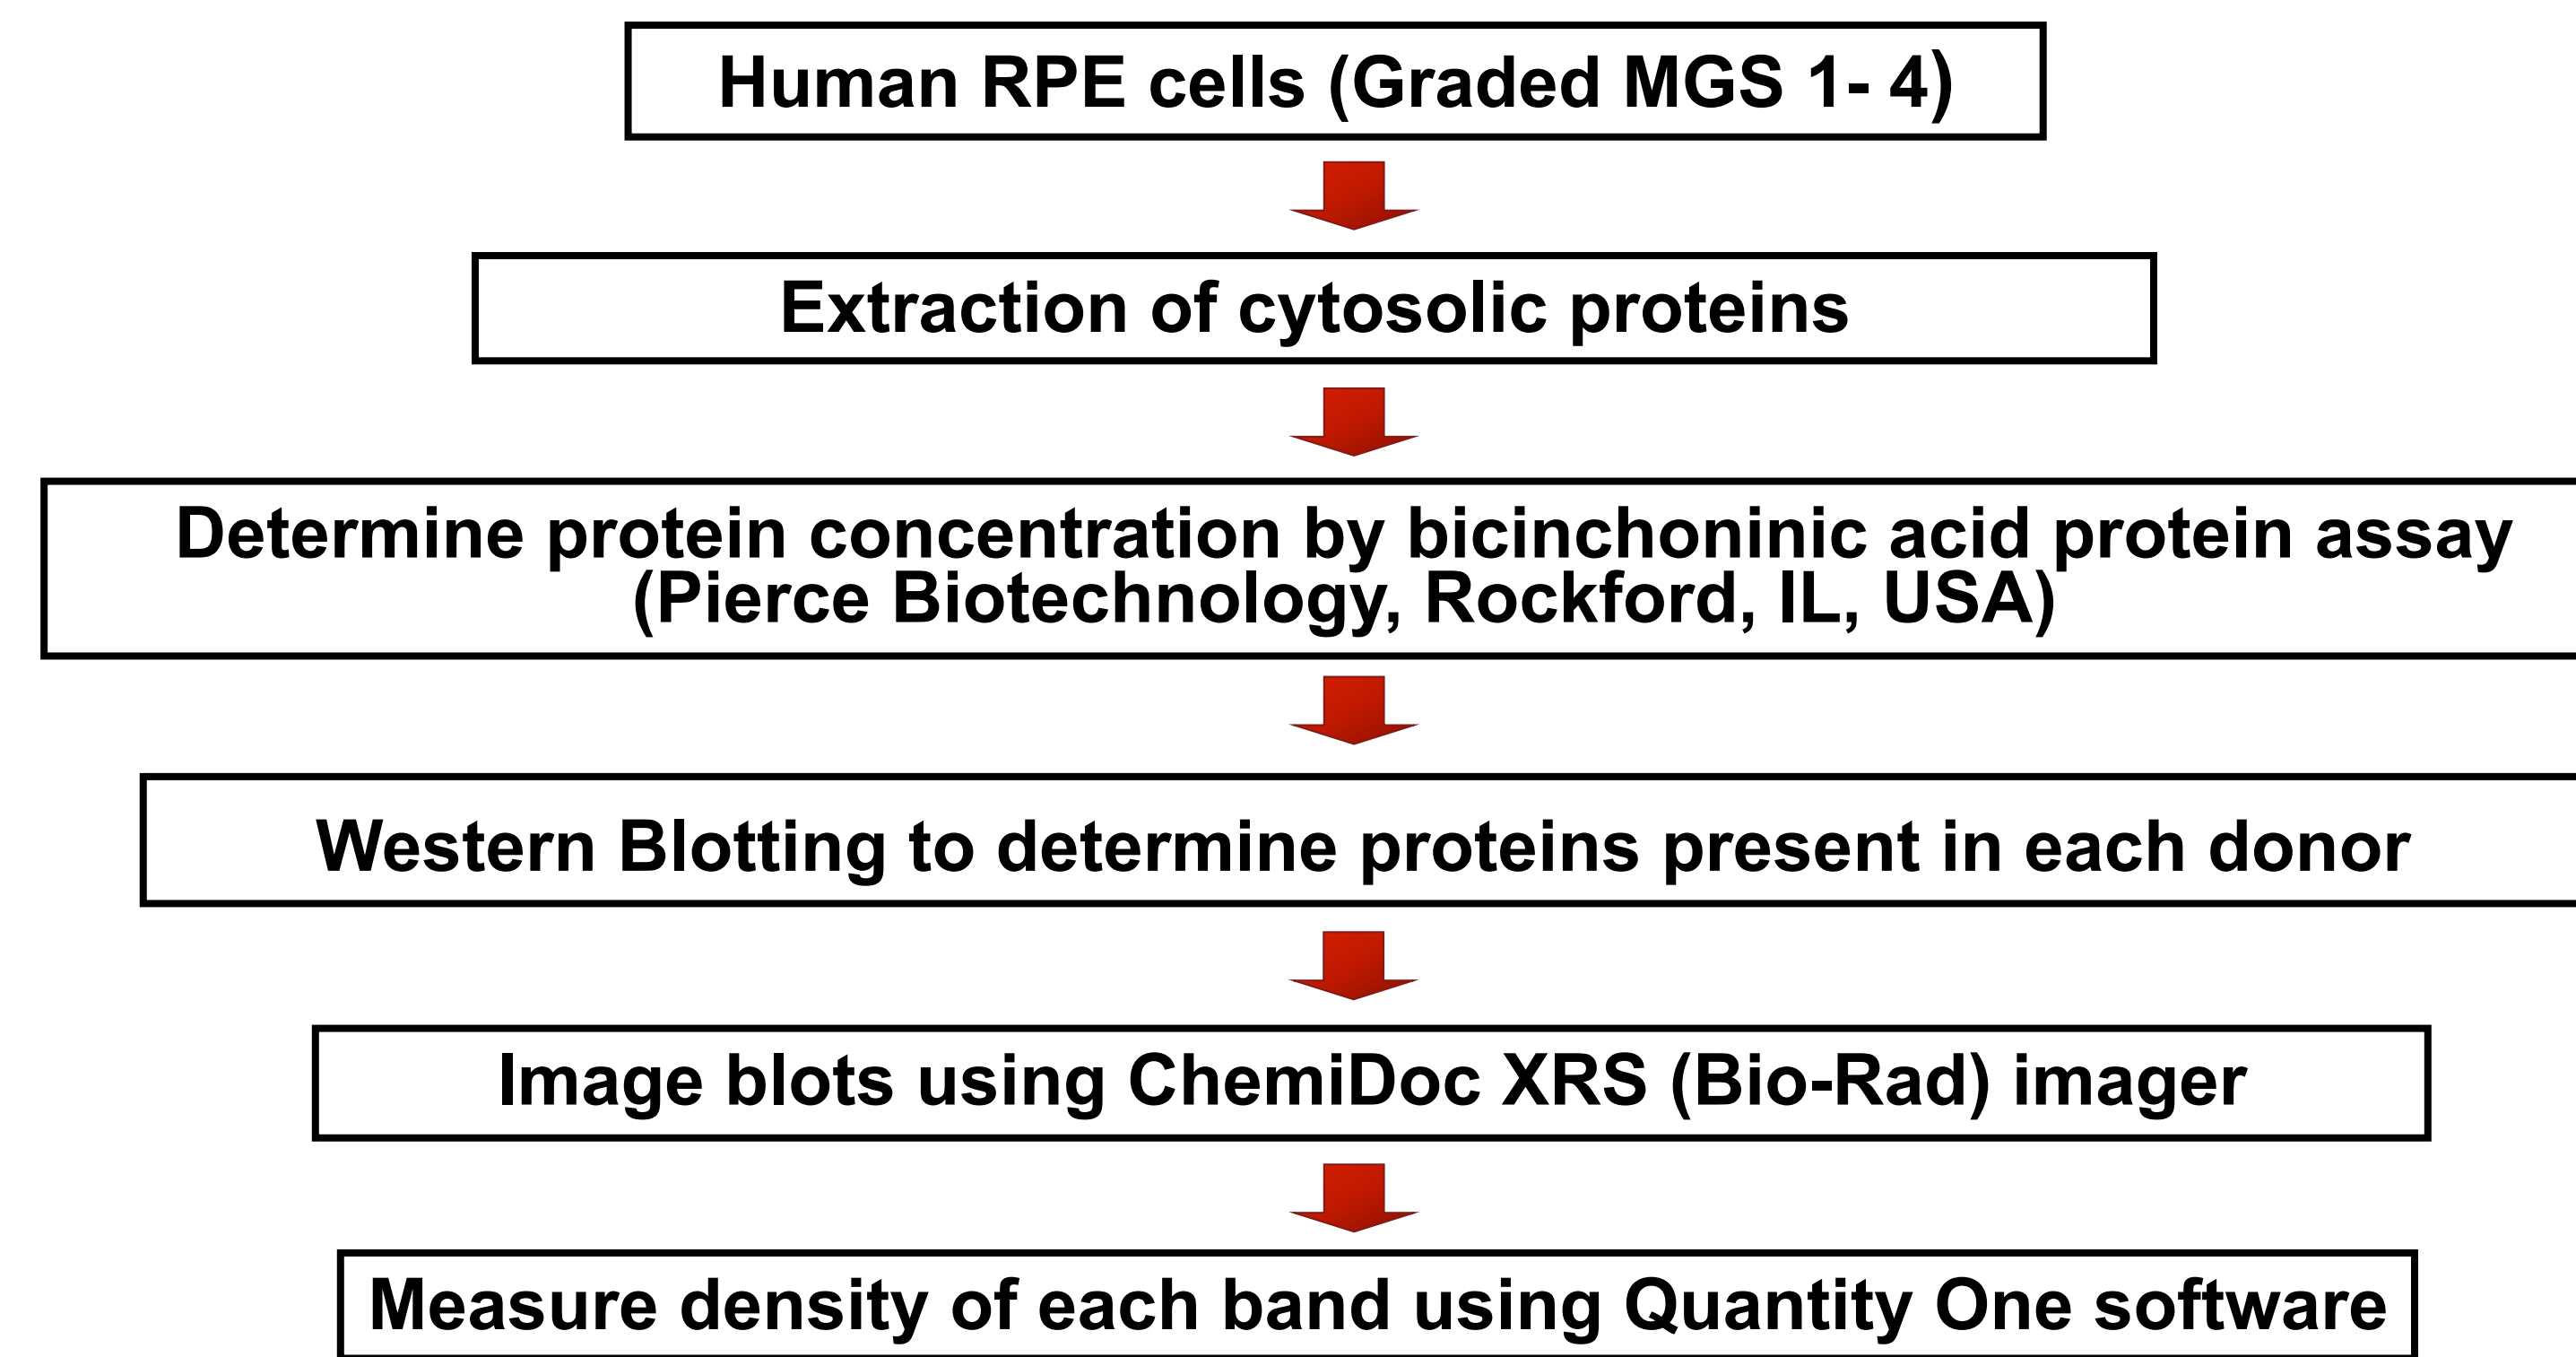 Human RPE cells (Graded MGS 1- 4)
Extraction of cytosolic proteins
Determine protein concentration by bicinchoninic acid protein assay
(Pierce Biotechnology, Rockford, IL, USA)
Western Blotting to determine proteins present in each donor
Image blots using ChemiDoc XRS (Bio-Rad) imager
Measure density of each band using Quantity One software